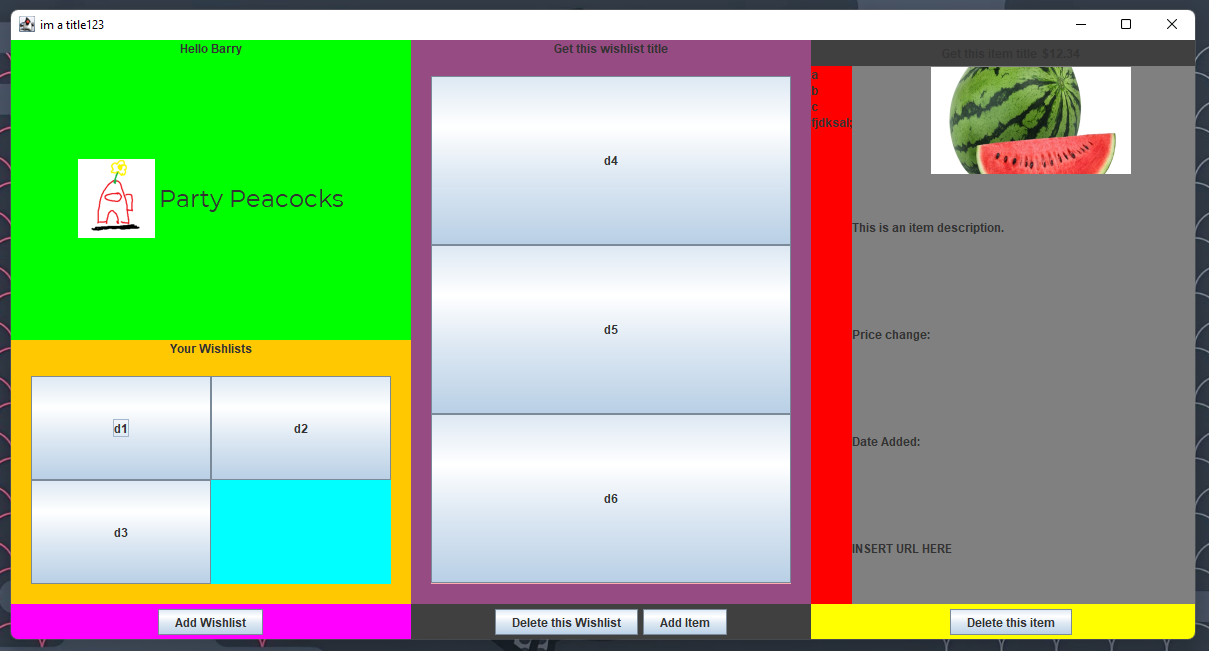 im a title123
Hello Barry
Party Peacocks
Your Wishlists
d1
d2
d3
Add Wishlist
Get this wishlist title
d4
d5
d6
Delete this Wishlist
Add Item
Get this item title $12.34
a
b
c
fjdksal;
This is an item description.
Price change:
Date Added:
INSERT URL HERE
Delete this item